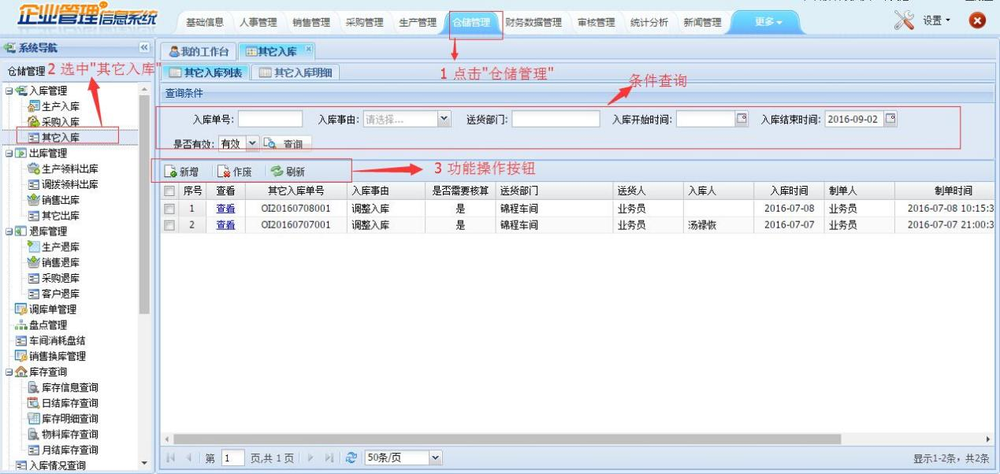 企业管理信息系统
基础信息 人事管理 销售管理 采购管理 生产管理 仓储管理 财务数据管理 审核管理 统计分析 新闻管理 更多 设置
系统导航
我的工作台 其它入库
仓储管理 2 选中"其它入库"
其它入库列表 其它入库明细
1 点击"仓储管理"
条件查询
查询条件
入库单号: 入库事由: 请选择... 送货部门: 入库开始时间: 入库结束时间: 2016-09-02
是否有效: 有效 查询
新增 作废 刷新
3 功能操作按钮
序号 查看 其它入库单号 入库事由 是否需要核算 送货部门 送货人 入库人 入库时间 制单人 制单时间
1 查看 OI20160708001 调整入库 是 锦程车间 业务员 2016-07-08 业务员 2016-07-08 10:15:3
2 查看 OI20160707001 调整入库 是 锦程车间 业务员 汤禄恢 2016-07-07 业务员 2016-07-07 21:00:3
入库管理
生产入库
采购入库
其它入库
出库管理
生产领料出库
调拨领料出库
销售出库
其它出库
退库管理
生产退库
销售退库
采购退库
客户退库
调库单管理
盘点管理
车间消耗盘结
销售换库管理
库存查询
库存信息查询
日结库存查询
库存明细查询
物料库存查询
月结库存查询
入库情况查询
第 1 页,共 1 页 50条/页 显示1-2条，共2条